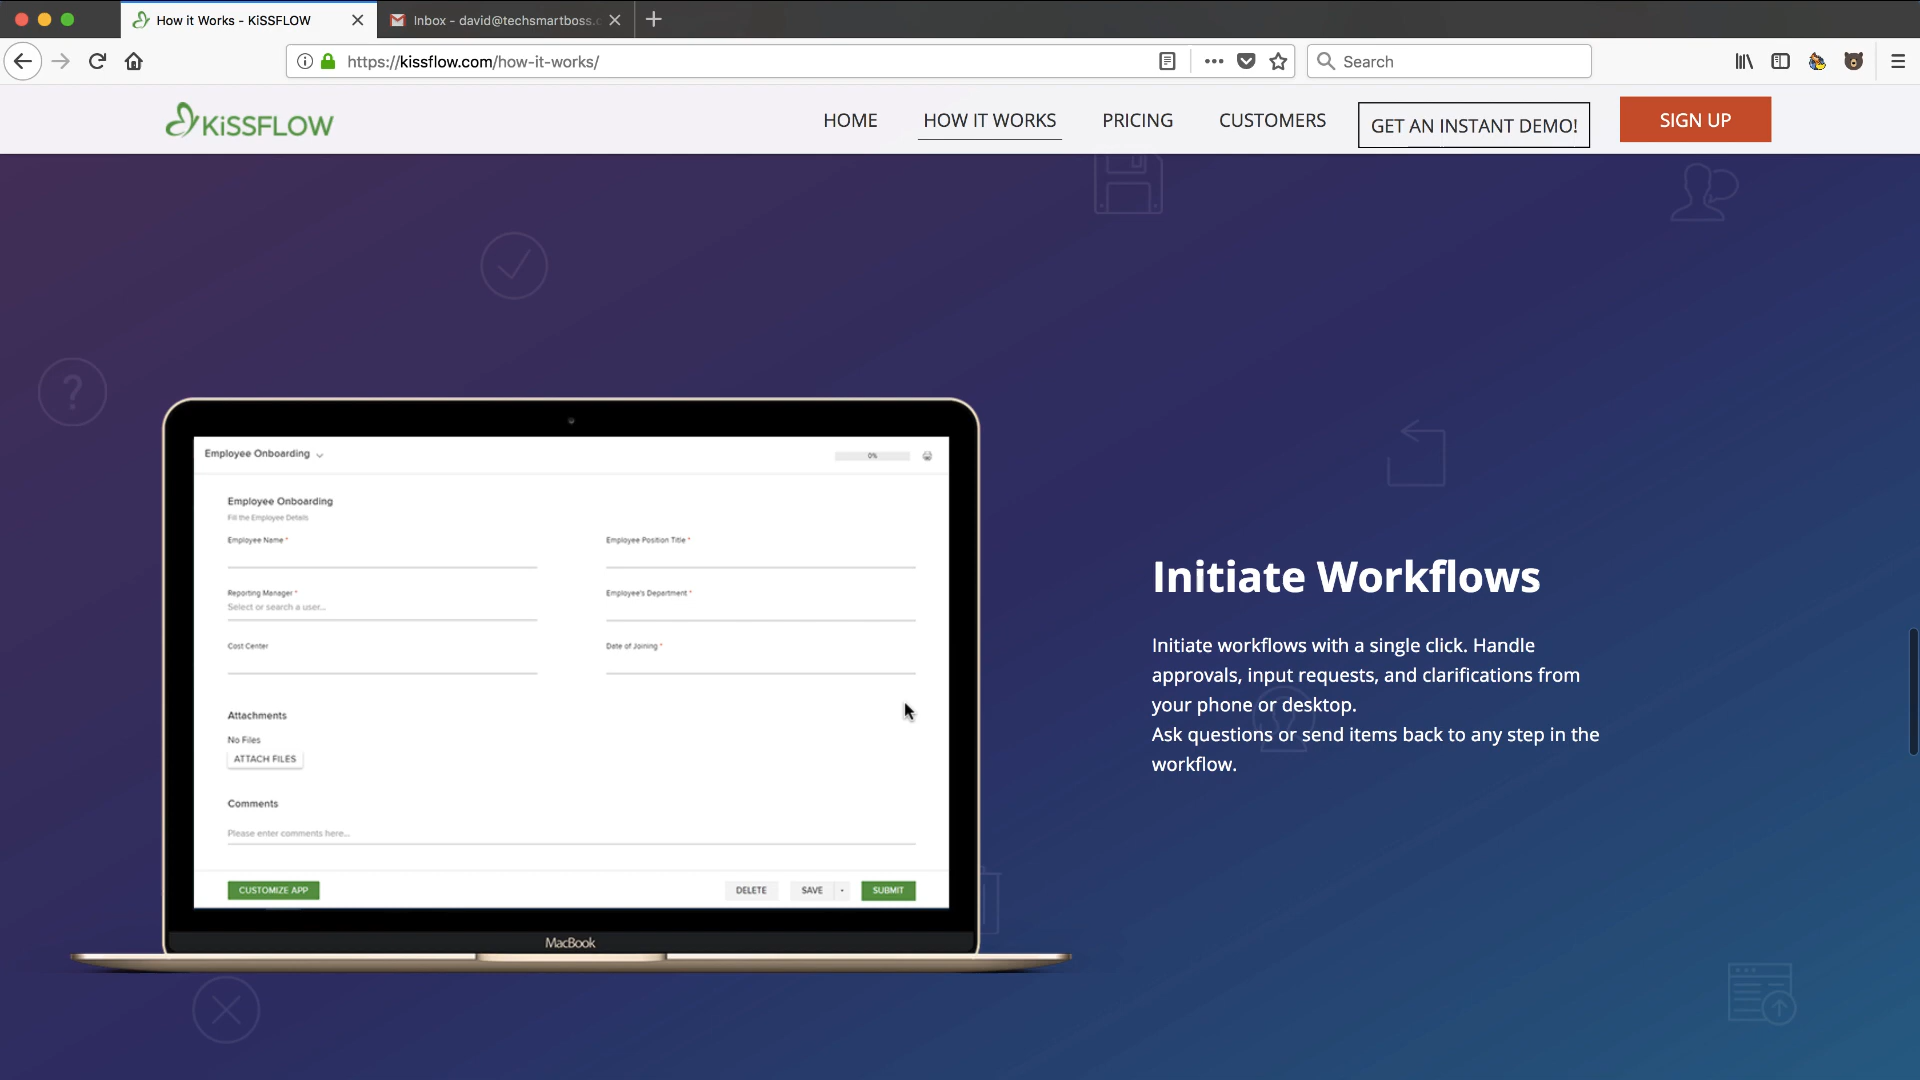 How it Works - KiSSFLOW
Inbox - david@techsmartboss.c
https://kissflow.com/how-it-works/
Search
KiSSFLOW
HOME
HOW IT WORKS
PRICING
CUSTOMERS
GET AN INSTANT DEMO!
SIGN UP
Employee Onboarding
0%
Employee Onboarding
Fill the Employee Details
Employee Name *
Employee Position Title *
Reporting Manager *
Select or search a user...
Employee's Department *
Cost Center
Date of Joining *
Attachments
No Files
ATTACH FILES
Comments
Please enter comments here...
CUSTOMIZE APP
DELETE
SAVE
SUBMIT
MacBook
Initiate Workflows
Initiate workflows with a single click. Handle
approvals, input requests, and clarifications from
your phone or desktop.
Ask questions or send items back to any step in the
workflow.